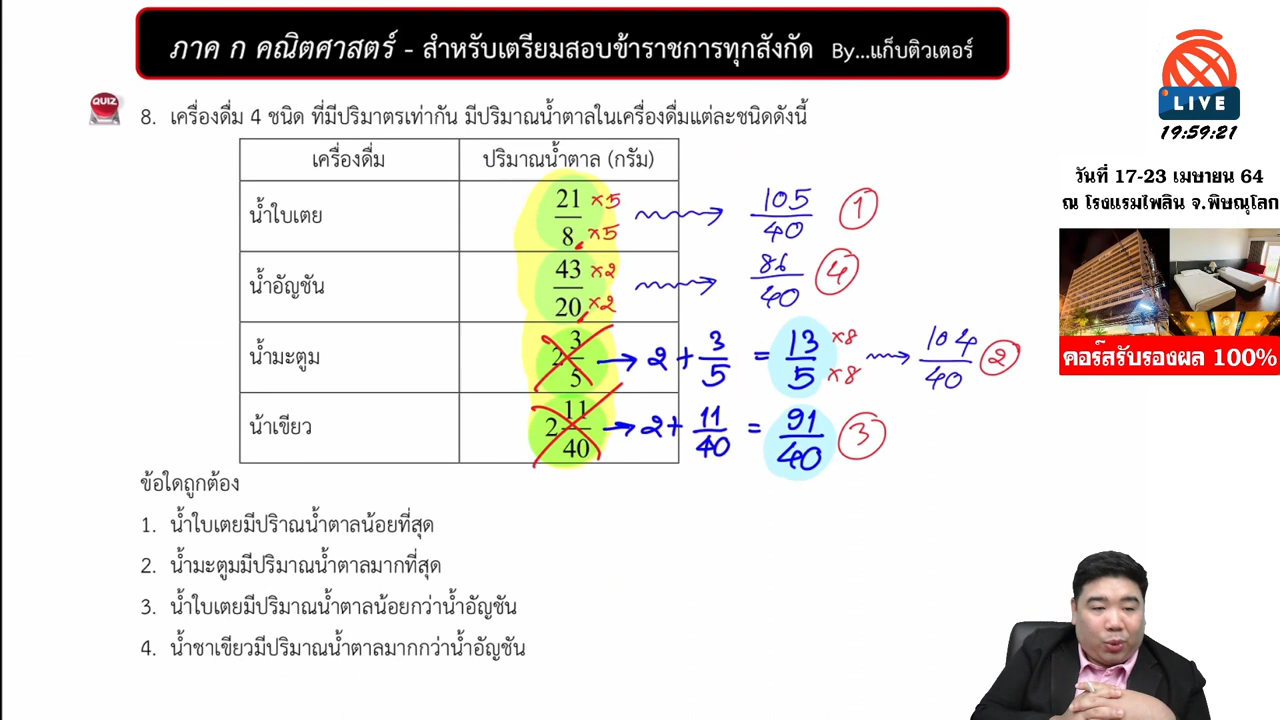 ภาค ก คณิตศาสตร์ - สำหรับเตรียมสอบข้าราชการทุกสังกัด By...แก็บติวเตอร์
LIVE
19:59:21
วันที่ 17-23 เมษายน 64
ณ โรงแรมไพลิน จ.พิษณุโลก
คอร์สรับรองผล 100%
QUIZ
8. เครื่องดื่ม 4 ชนิด ที่มีปริมาตรเท่ากัน มีปริมาณน้ำตาลในเครื่องดื่มแต่ละชนิดดังนี้
เครื่องดื่ม ปริมาณน้ำตาล (กรัม)
น้ำใบเตย 21/8 ×5 ×5 105/40 1
น้ำอัญชัน 43/20 ×2 ×2 86/40 4
น้ำมะตูม 2 3/5 → 2 + 3/5 = 13/5 ×8 ×8 104/40 2
น้าเขียว 2 11/40 → 2 + 11/40 = 91/40 3
ข้อใดถูกต้อง
1. น้ำใบเตยมีปริาณน้ำตาลน้อยที่สุด
2. น้ำมะตูมมีปริมาณน้ำตาลมากที่สุด
3. น้ำใบเตยมีปริมาณน้ำตาลน้อยกว่าน้ำอัญชัน
4. น้ำชาเขียวมีปริมาณน้ำตาลมากกว่าน้ำอัญชัน